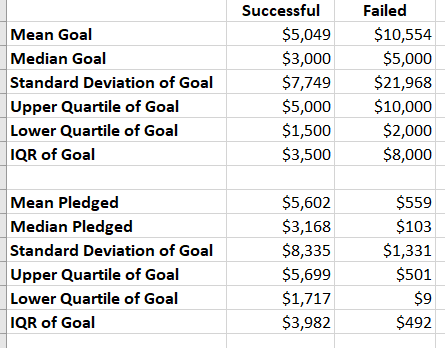 Successful Failed
Mean Goal $5,049 $10,554
Median Goal $3,000 $5,000
Standard Deviation of Goal $7,749 $21,968
Upper Quartile of Goal $5,000 $10,000
Lower Quartile of Goal $1,500 $2,000
IQR of Goal $3,500 $8,000
Mean Pledged $5,602 $559
Median Pledged $3,168 $103
Standard Deviation of Goal $8,335 $1,331
Upper Quartile of Goal $5,699 $501
Lower Quartile of Goal $1,717 $9
IQR of Goal $3,982 $492